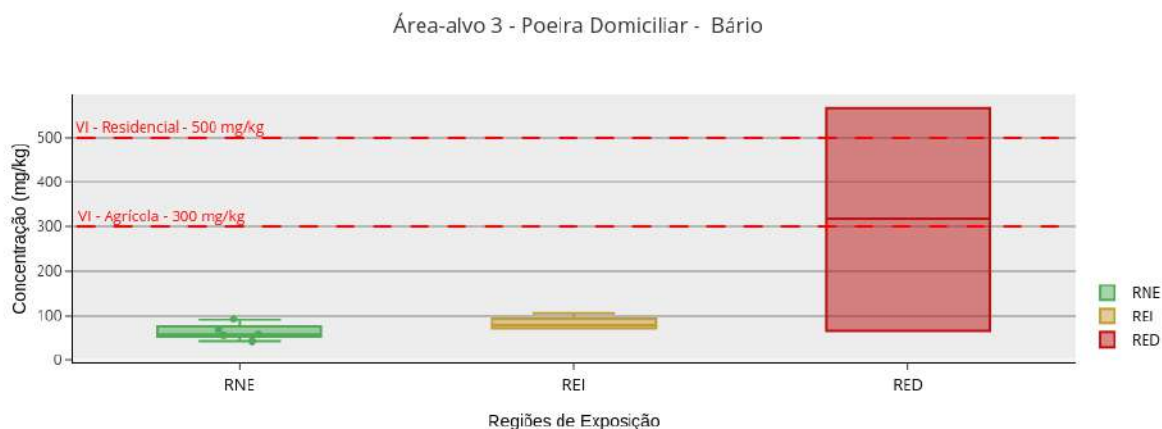 Área-alvo 3 - Poeira Domiciliar - Bário
Concentração (mg/kg)
500
400
300
200
100
0
VI - Residencial - 500 mg/kg
VI - Agrícola - 300 mg/kg
RNE
REI
RED
Regiões de Exposição
RNE
REI
RED